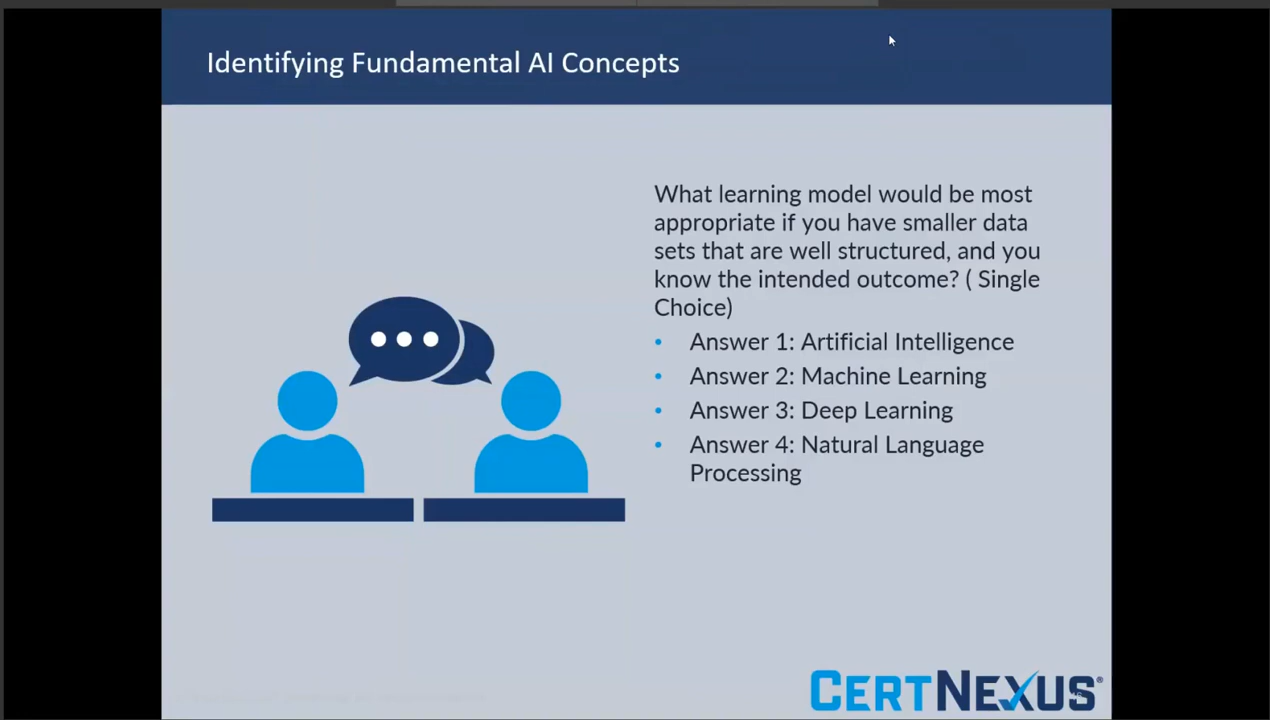 Identifying Fundamental AI Concepts
What learning model would be most
appropriate if you have smaller data
sets that are well structured, and you
know the intended outcome? ( Single
Choice)
• Answer 1: Artificial Intelligence
• Answer 2: Machine Learning
• Answer 3: Deep Learning
• Answer 4: Natural Language
Processing
CERTNEXUS®